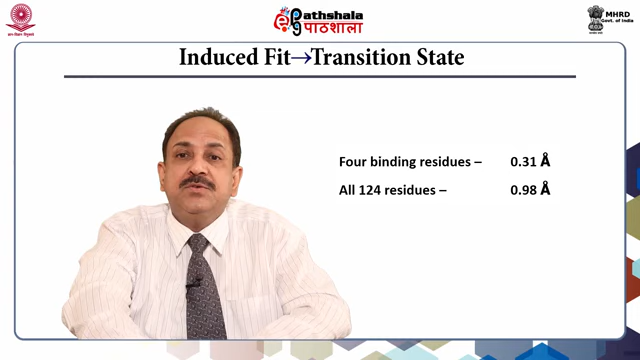 ePathshala
पाठशाला
MHRD
Govt. of India
Induced Fit→Transition State
Four binding residues – 0.31 Å
All 124 residues – 0.98 Å